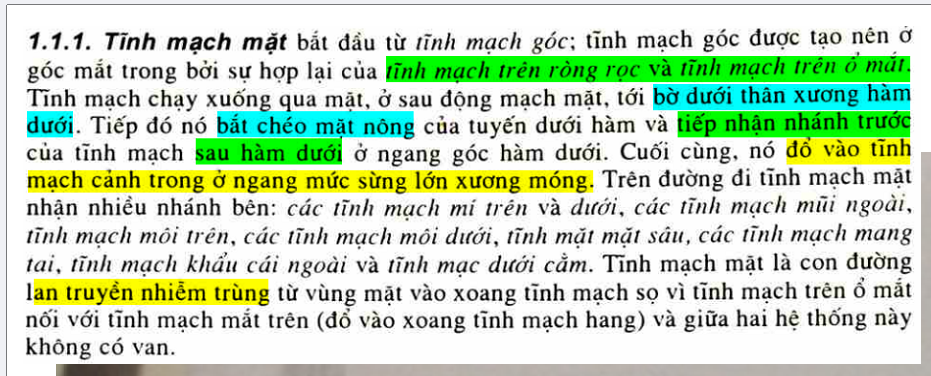 1.1.1. Tĩnh mạch mặt bắt đầu từ tĩnh mạch góc; tĩnh mạch góc được tạo nên ở
góc mắt trong bởi sự hợp lại của tĩnh mạch trên ròng rọc và tĩnh mạch trên ổ mắt.
Tĩnh mạch chạy xuống qua mặt, ở sau động mạch mặt, tới bờ dưới thân xương hàm
dưới. Tiếp đó nó bắt chéo mặt nông của tuyến dưới hàm và tiếp nhận nhánh trước
của tĩnh mạch sau hàm dưới ở ngang góc hàm dưới. Cuối cùng, nó đổ vào tĩnh
mạch cảnh trong ở ngang mức sừng lớn xương móng. Trên đường đi tĩnh mạch mặt
nhận nhiều nhánh bên: các tĩnh mạch mí trên và dưới, các tĩnh mạch mũi ngoài,
tĩnh mạch môi trên, các tĩnh mạch môi dưới, tĩnh mặt mặt sâu, các tĩnh mạch mang
tai, tĩnh mạch khẩu cái ngoài và tĩnh mạc dưới cằm. Tĩnh mạch mặt là con đường
lan truyền nhiễm trùng từ vùng mặt vào xoang tĩnh mạch sọ vì tĩnh mạch trên ổ mắt
nối với tĩnh mạch mắt trên (đổ vào xoang tĩnh mạch hang) và giữa hai hệ thống này
không có van.